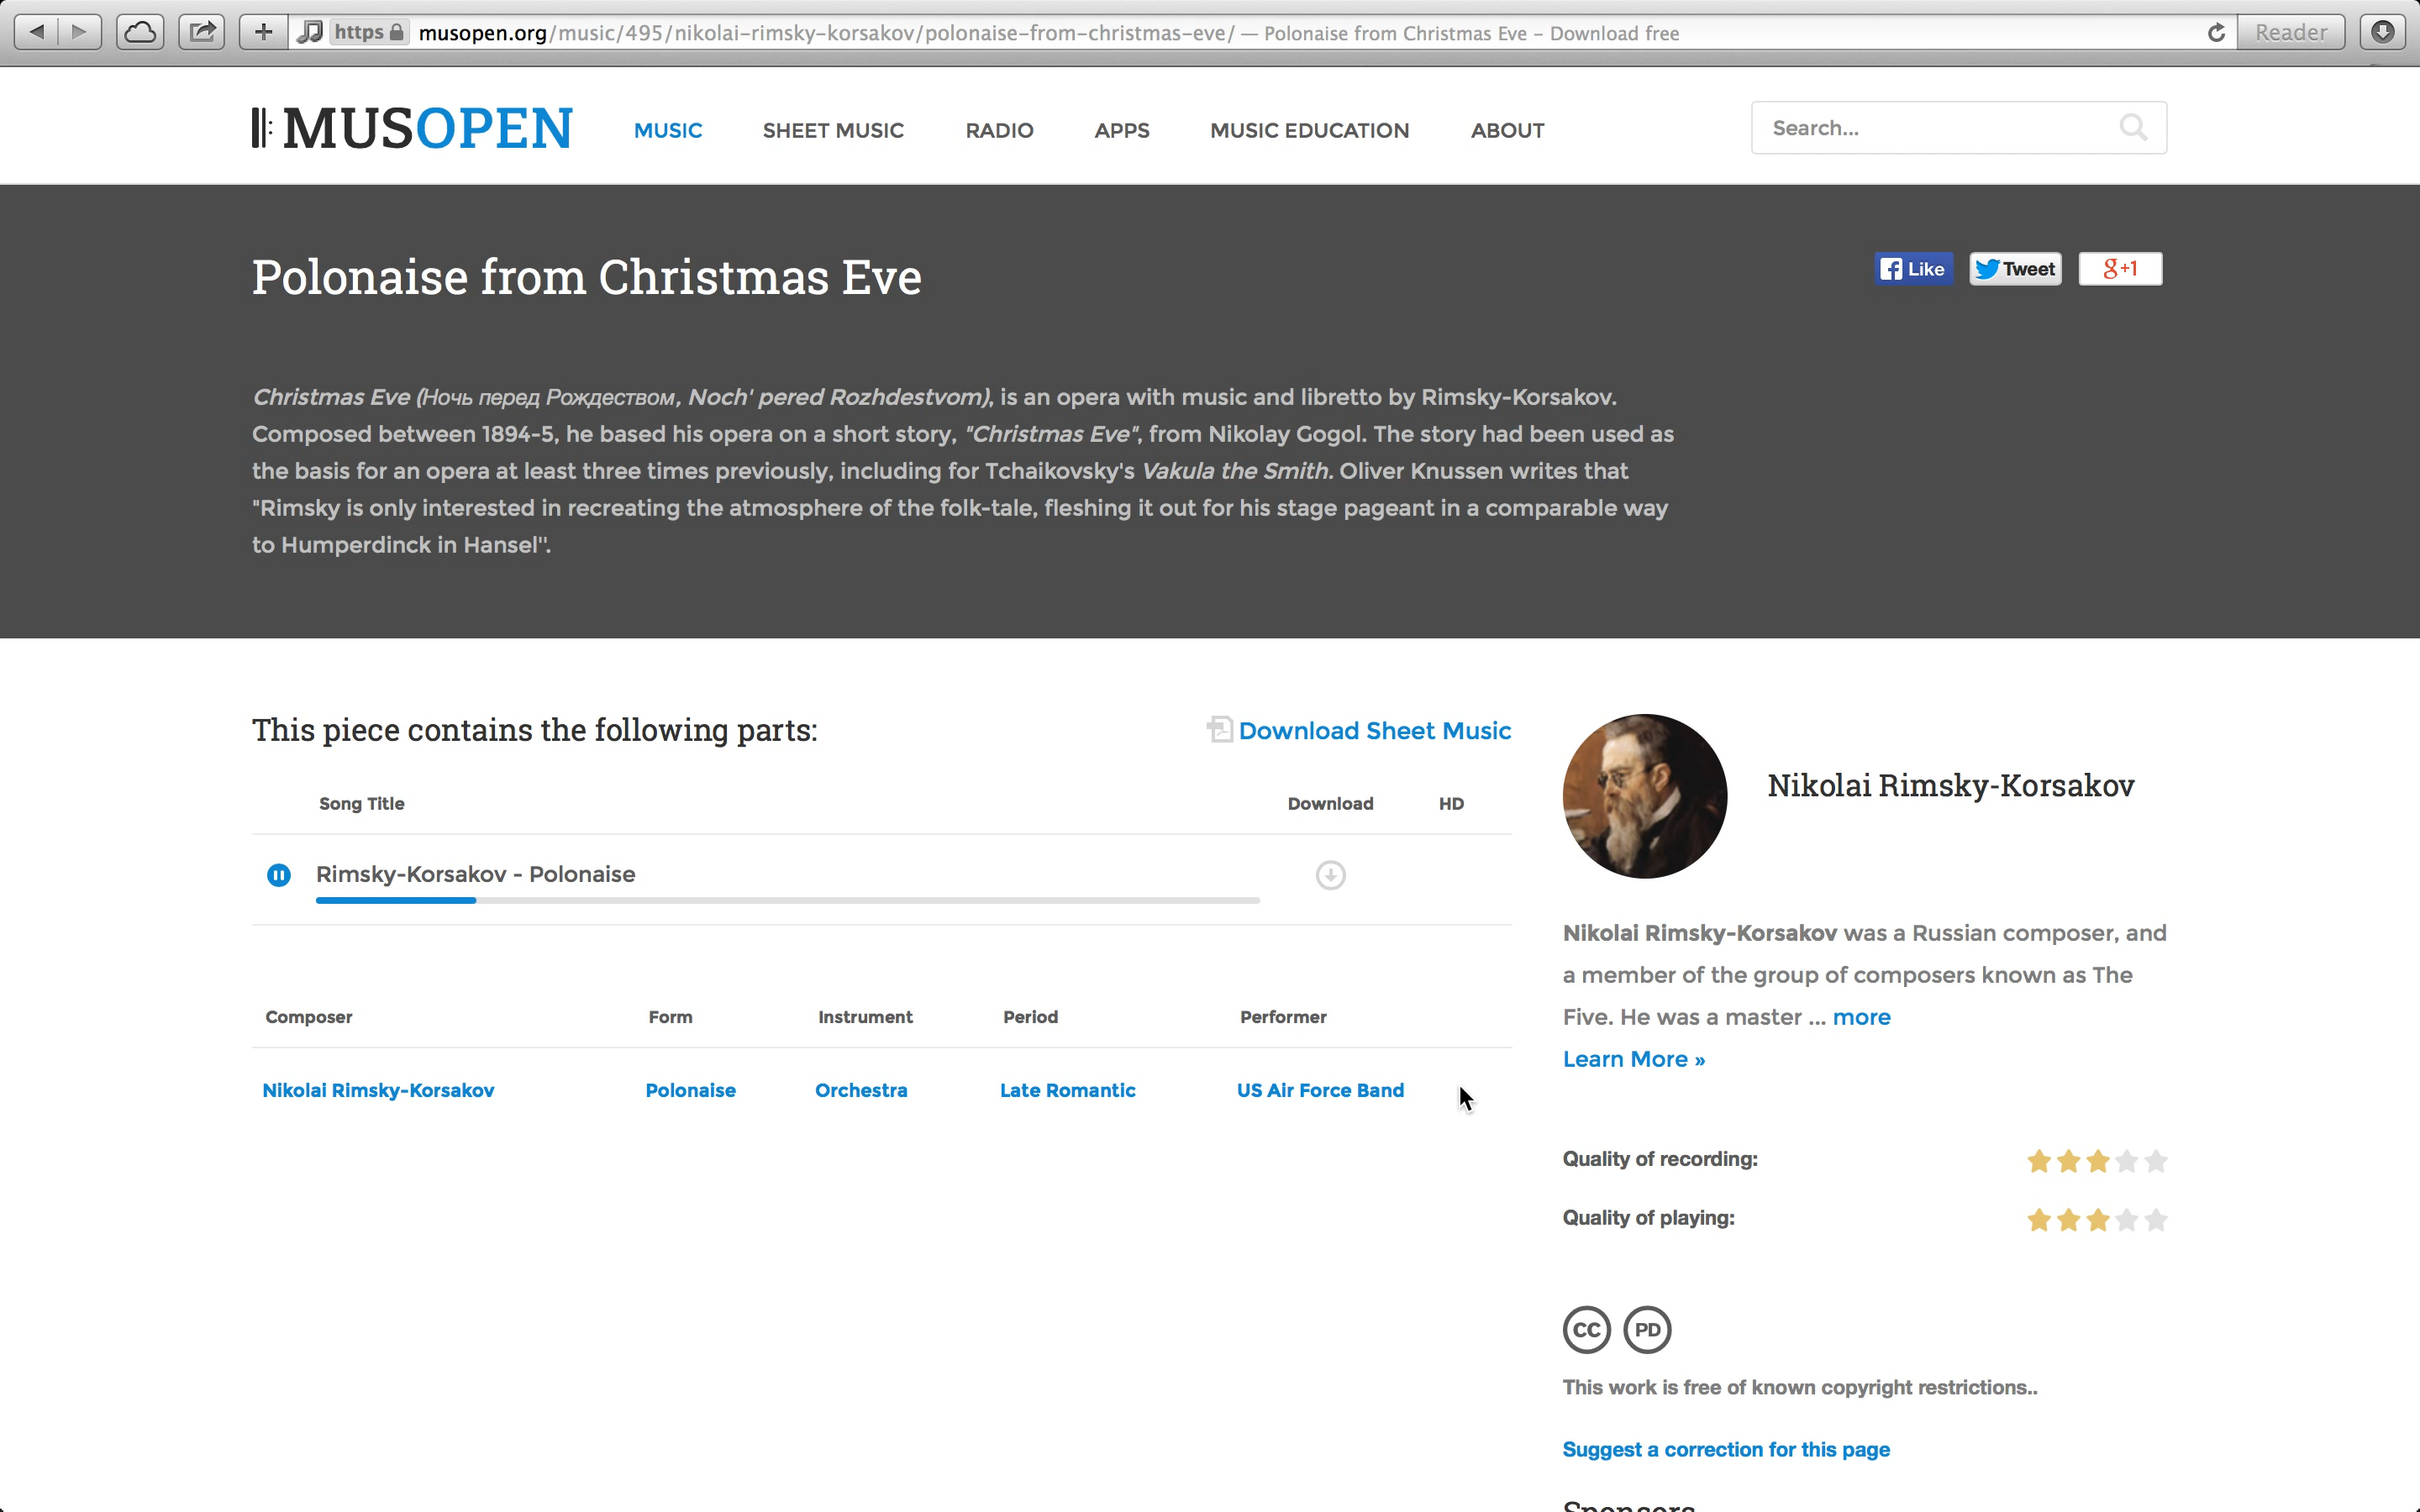 https musopen.org/music/495/nikolai-rimsky-korsakov/polonaise-from-christmas-eve/ — Polonaise from Christmas Eve - Download free Reader
MUSOPEN MUSIC SHEET MUSIC RADIO APPS MUSIC EDUCATION ABOUT Search...
Polonaise from Christmas Eve
Like Tweet g+1
Christmas Eve (Ночь перед Рождеством, Noch' pered Rozhdestvom), is an opera with music and libretto by Rimsky-Korsakov.
Composed between 1894-5, he based his opera on a short story, "Christmas Eve", from Nikolay Gogol. The story had been used as
the basis for an opera at least three times previously, including for Tchaikovsky's Vakula the Smith. Oliver Knussen writes that
"Rimsky is only interested in recreating the atmosphere of the folk-tale, fleshing it out for his stage pageant in a comparable way
to Humperdinck in Hansel".
This piece contains the following parts: Download Sheet Music
Song Title Download HD
Rimsky-Korsakov - Polonaise
Composer Form Instrument Period Performer
Nikolai Rimsky-Korsakov Polonaise Orchestra Late Romantic US Air Force Band
Nikolai Rimsky-Korsakov
Nikolai Rimsky-Korsakov was a Russian composer, and
a member of the group of composers known as The
Five. He was a master ... more
Learn More »
Quality of recording:
Quality of playing:
CC PD
This work is free of known copyright restrictions..
Suggest a correction for this page
Sponsors